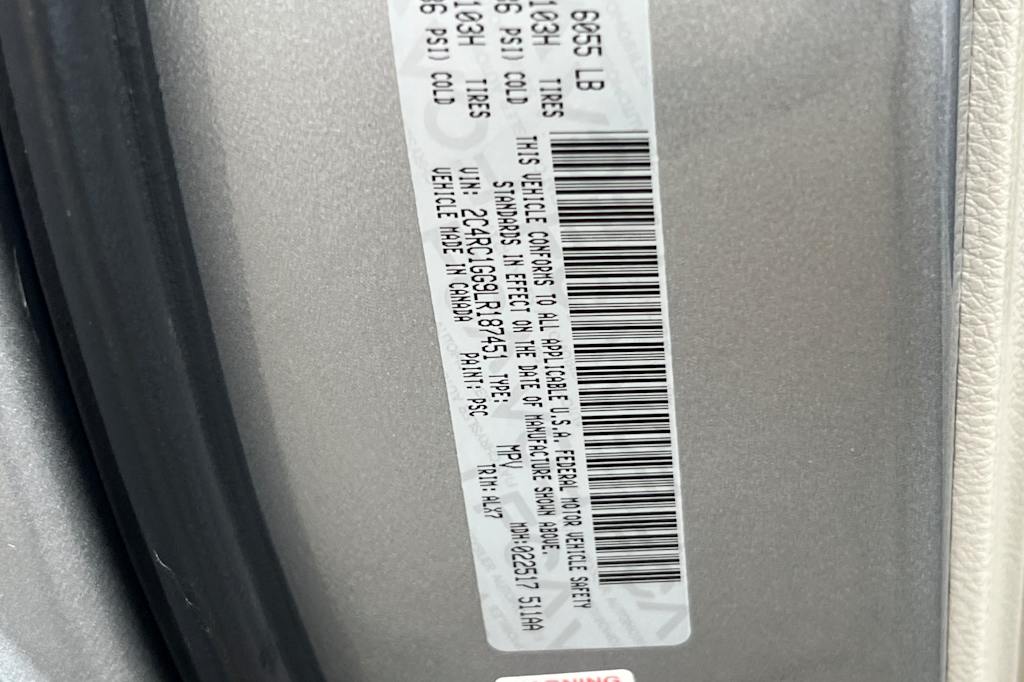 6055 LB
103H TIRES
PSI) COLD
103H TIRES
PSI) COLD
THIS VEHICLE CONFORMS TO ALL APPLICABLE U.S.A. FEDERAL MOTOR VEHICLE SAFETY
STANDARDS IN EFFECT ON THE DATE OF MANUFACTURE SHOWN ABOVE.
VIN: 2C4RC1GG9LR187451 TYPE: MPV MDH:022517 511AA
VEHICLE MADE IN CANADA PAINT: PSC TRIM: ALX7
WARNING